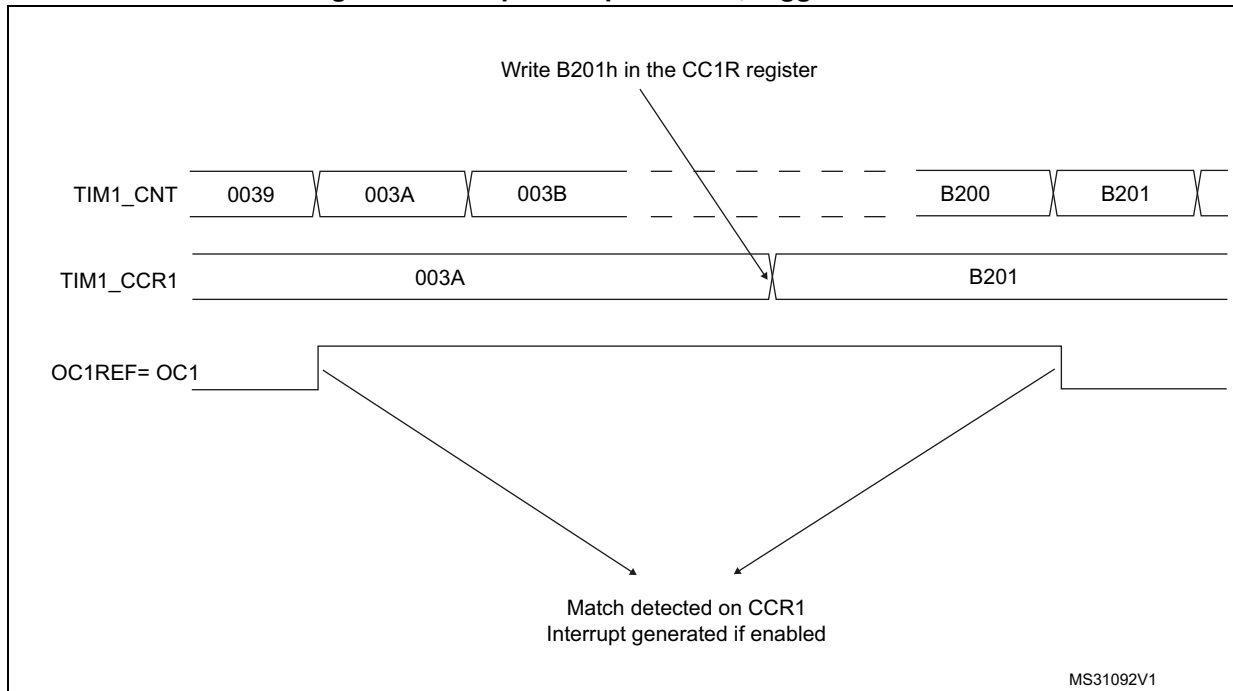 Write B201h in the CC1R register
TIM1_CNT 0039 003A 003B B200 B201
TIM1_CCR1 003A B201
OC1REF= OC1
Match detected on CCR1
Interrupt generated if enabled
MS31092V1